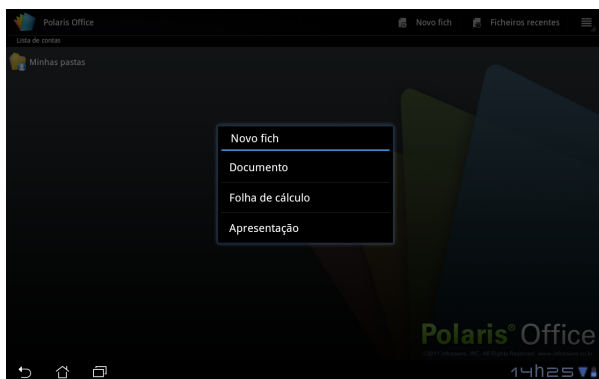 Polaris Office
Novo fich
Ficheiros recentes
Lista de contas
Minhas pastas
Novo fich
Documento
Folha de cálculo
Apresentação
Polaris® Office
14h25